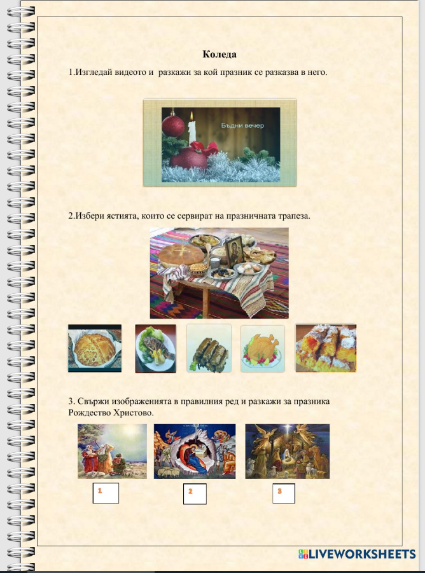 Коледа
1.Изгледай видеото и разкажи за кой празник се разказва в него.
Бъдни вечер
2.Избери ястията, които се сервират на празничната трапеза.
3. Свържи изображенията в правилния ред и разкажи за празника
Рождество Христово.
1 2 3
LIVEWORKSHEETS